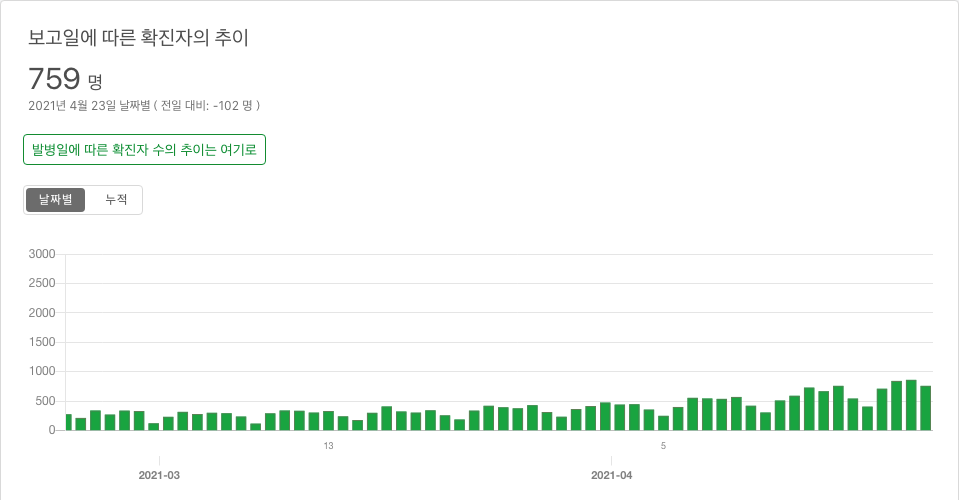 보고일에 따른 확진자의 추이
759 명
2021년 4월 23일 날짜별 ( 전일 대비: -102 명 )
발병일에 따른 확진자 수의 추이는 여기로
날짜별 누적
3000
2500
2000
1500
1000
500
0
13 5
2021-03 2021-04